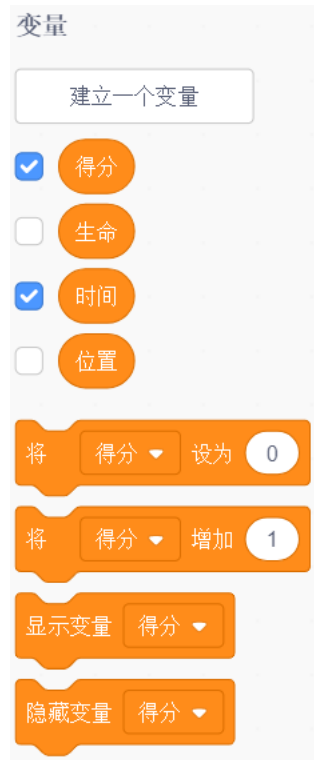 变量
建立一个变量
得分
生命
时间
位置
将 得分 设为 0
将 得分 增加 1
显示变量 得分
隐藏变量 得分